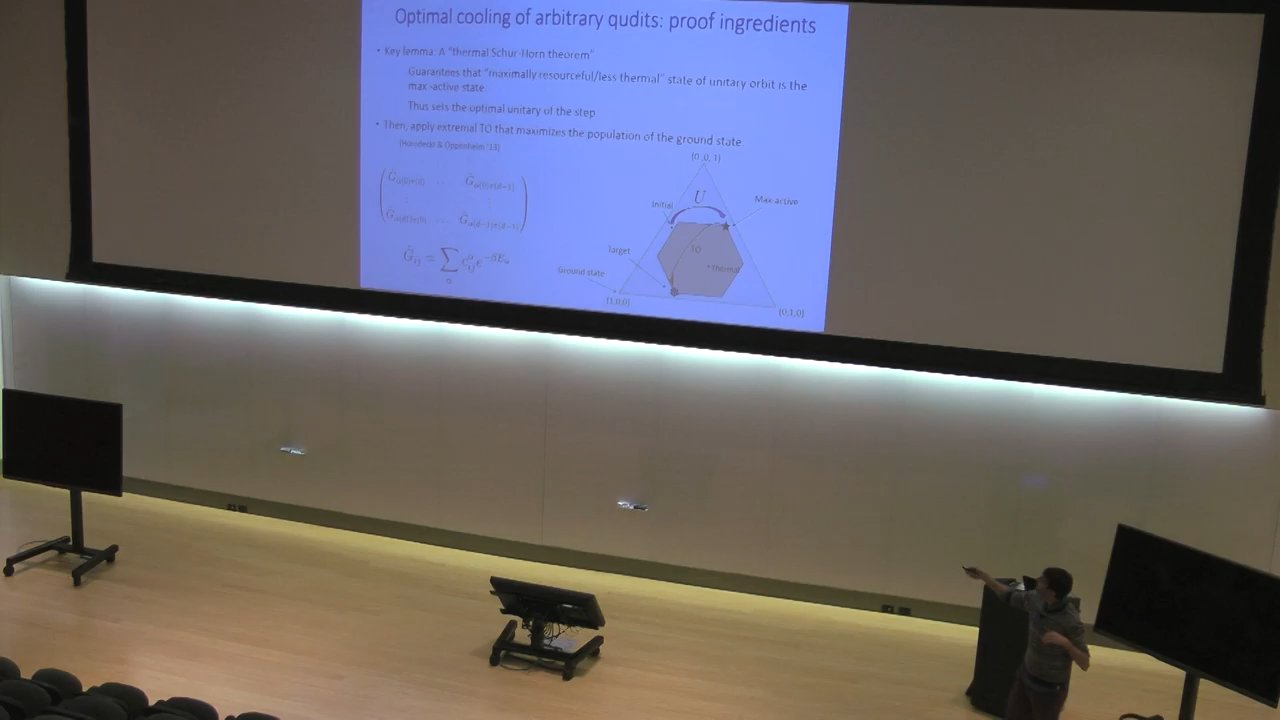 Optimal cooling of arbitrary qudits: proof ingredients
• Key lemma: A "thermal Schur-Horn theorem"
Guarantees that "maximally resourceful/less thermal" state of unitary orbit is the
max-active state.
Thus sets the optimal unitary of the step
• Then, apply extremal TO that maximizes the population of the ground state.
(Horodecki & Oppenheim '13)
(0, 0, 1)
Initial
U
Max-active
Target
TO
• Thermal
Ground state
(1,0,0)
(0,1,0)